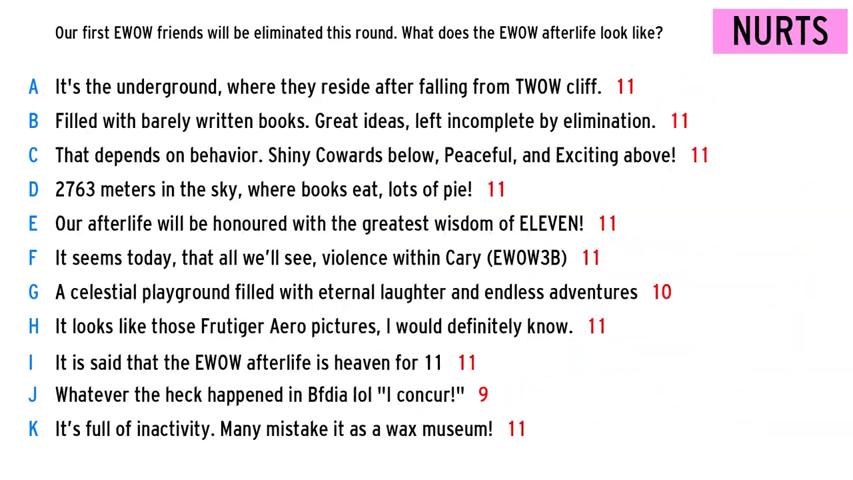 Our first EWOW friends will be eliminated this round. What does the EWOW afterlife look like?
NURTS
A It's the underground, where they reside after falling from TWOW cliff. 11
B Filled with barely written books. Great ideas, left incomplete by elimination. 11
C That depends on behavior. Shiny Cowards below, Peaceful, and Exciting above! 11
D 2763 meters in the sky, where books eat, lots of pie! 11
E Our afterlife will be honoured with the greatest wisdom of ELEVEN! 11
F It seems today, that all we’ll see, violence within Cary (EWOW3B) 11
G A celestial playground filled with eternal laughter and endless adventures 10
H It looks like those Frutiger Aero pictures, I would definitely know. 11
I It is said that the EWOW afterlife is heaven for 11 11
J Whatever the heck happened in Bfdia lol "I concur!" 9
K It’s full of inactivity. Many mistake it as a wax museum! 11